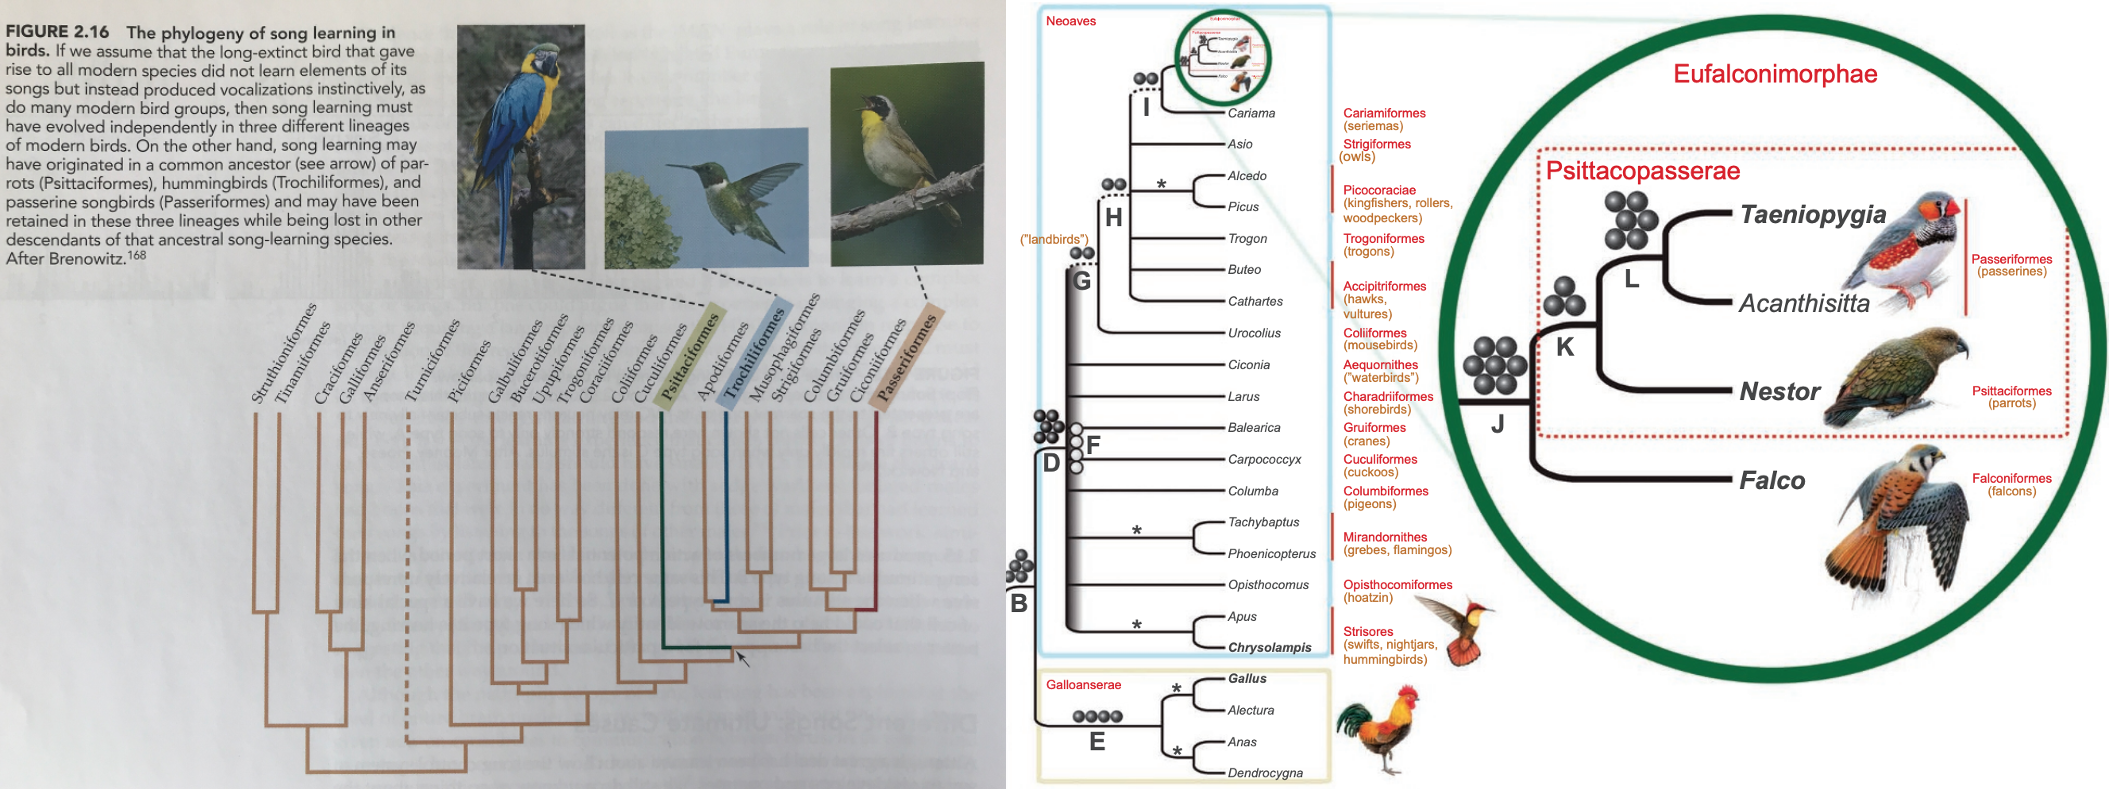 FIGURE 2.16 The phylogeny of song learning in
birds. If we assume that the long-extinct bird that gave
rise to all modern species did not learn elements of its
songs but instead produced vocalizations instinctively, as
do many modern bird groups, then song learning must
have evolved independently in three different lineages
of modern birds. On the other hand, song learning may
have originated in a common ancestor (see arrow) of par-
rots (Psittaciformes), hummingbirds (Trochiliformes), and
passerine songbirds (Passeriformes) and may have been
retained in these three lineages while being lost in other
descendants of that ancestral song-learning species.
After Brenowitz.168
Struthioniformes
Tinamiformes
Craciformes
Galliformes
Anseriformes
Turniciformes
Piciformes
Galbuliformes
Bucerotiformes
Upupiformes
Trogoniformes
Coraciiformes
Coliiformes
Cuculiformes
Psittaciformes
Apodiformes
Trochiliformes
Musophagiformes
Strigiformes
Columbiformes
Gruiformes
Ciconiiformes
Passeriformes
Neoaves
I
Cariama
Cariamiformes
(seriemas)
Asio
Strigiformes
(owls)
Alcedo
*
Picus
Picocoraciae
(kingfishers, rollers,
woodpeckers)
H
Trogon
Trogoniformes
(trogons)
("landbirds")
G
Buteo
Cathartes
Accipitriformes
(hawks,
vultures)
Urocolius
Coliiformes
(mousebirds)
Ciconia
Aequornithes
("waterbirds")
Larus
Charadriiformes
(shorebirds)
Balearica
Gruiformes
(cranes)
D
F
Carpococcyx
Cuculiformes
(cuckoos)
Columba
Columbiformes
(pigeons)
*
Tachybaptus
Phoenicopterus
Mirandornithes
(grebes, flamingos)
B
Opisthocomus
Opisthocomiformes
(hoatzin)
*
Apus
Chrysolampis
Strisores
(swifts, nightjars,
hummingbirds)
Galloanserae
*
Gallus
Alectura
E
*
Anas
Dendrocygna
Eufalconimorphae
Psittacopasserae
L
Taeniopygia
Acanthisitta
Passeriformes
(passerines)
K
Nestor
Psittaciformes
(parrots)
J
Falco
Falconiformes
(falcons)